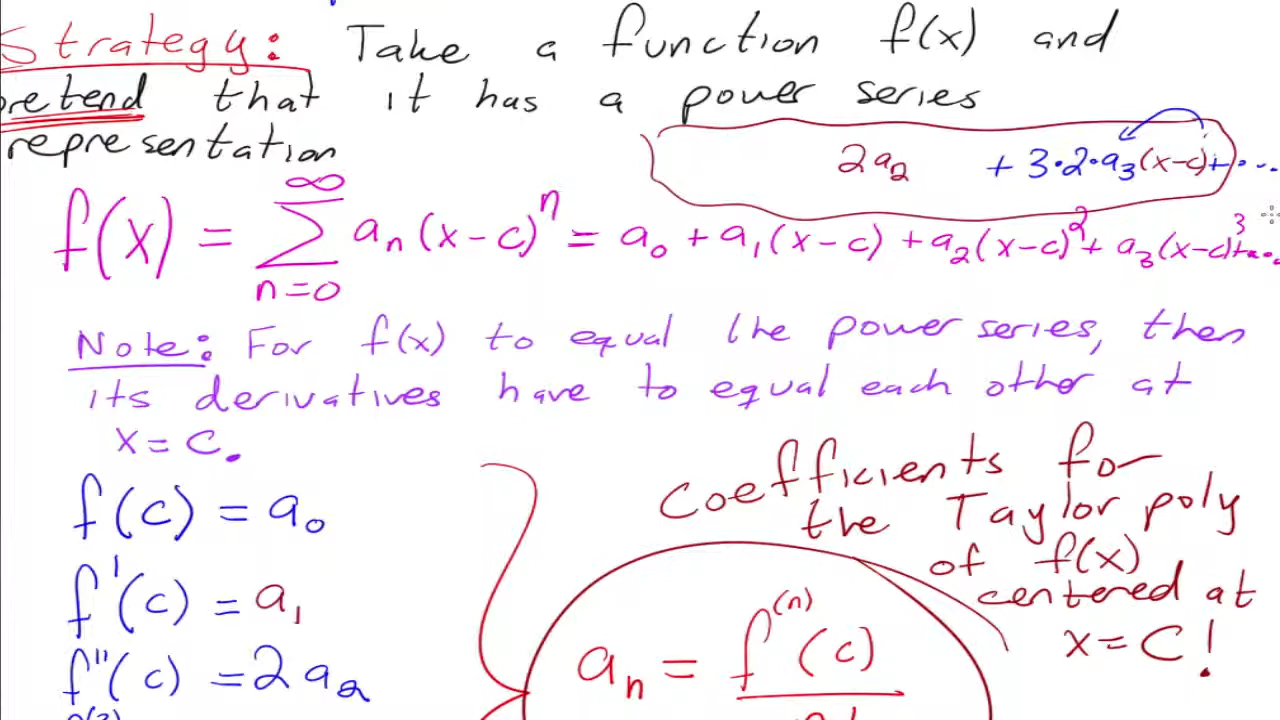 Strategy: Take a function f(x) and
pretend that it has a power series
representation
2a₂ + 3·2·a₃(x-c)+···
f(x) = ∑ₙ₌₀^∞ aₙ(x-c)ⁿ = a₀ + a₁(x-c) + a₂(x-c)² + a₃(x-c)³+...
Note: For f(x) to equal the power series, then
its derivatives have to equal each other at
x = c.
f(c) = a₀
f'(c) = a₁
f''(c) = 2a₂
Coefficients for
the Taylor poly
of f(x)
centered at
x = c!
aₙ = f⁽ⁿ⁾(c)